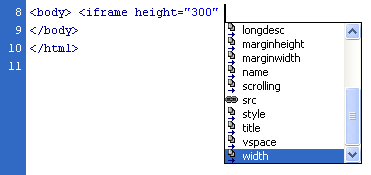 8 <body> <iframe height="300"
9 </body>
10 </html>
11
longdesc
marginheight
marginwidth
name
scrolling
src
style
title
vspace
width